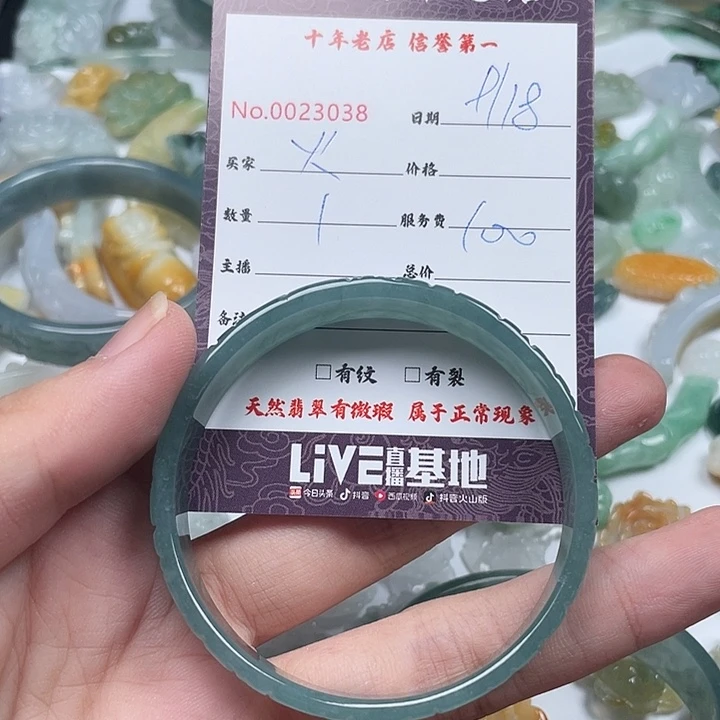 十年老店 信誉第一
No.0023038 日期 9/18
买家 价格
数量 1 服务费 100
主播 总价
备注
□有纹 □有裂
天然翡翠有微瑕 属于正常现象
LiVE直播基地
今日头条 抖音 西瓜视频 抖音火山版